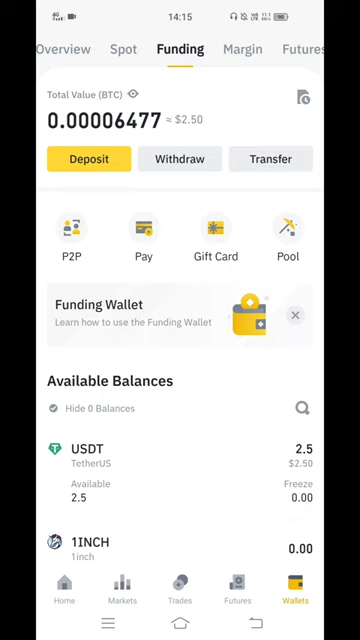 14:15
Overview Spot Funding Margin Futures
Total Value (BTC)
0.00006477 ≈ $2.50
Deposit Withdraw Transfer
P2P Pay Gift Card Pool
Funding Wallet
Learn how to use the Funding Wallet
Available Balances
Hide 0 Balances
USDT 2.5
TetherUS $2.50
Available Freeze
2.5 0.00
1INCH 0.00
1inch
Home Markets Trades Futures Wallets